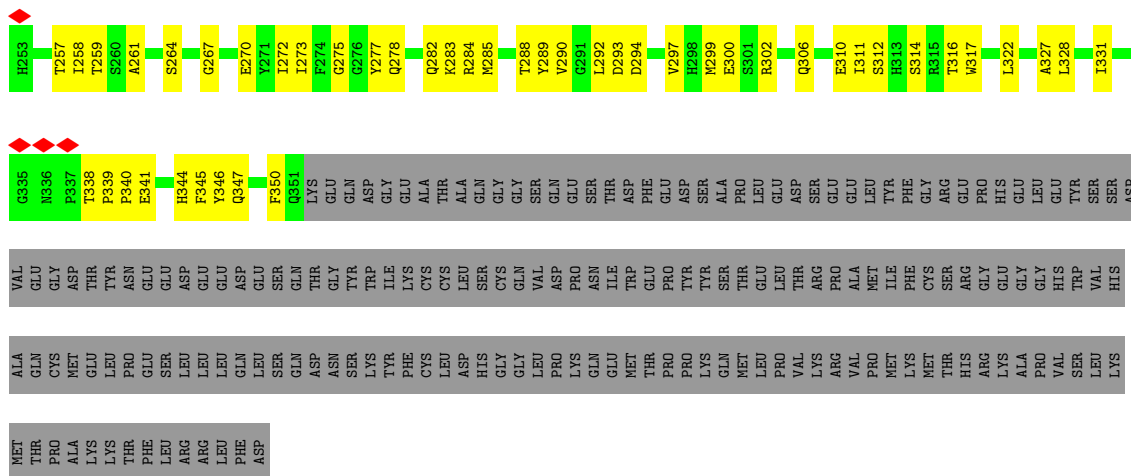 H253 T257 I258 T259 S260 A261 S264 G267 E270 Y271 I272 I273 F274 G275 G276 Y277 Q278 Q282 K283 R284 M285 T288 Y289 V290 G291 L292 D293 D294 V297 H298 M299 E300 S301 R302 Q306 E310 I311 S312 H313 S314 R315 T316 W317 L322 A327 L328 I331
G335 N336 P337 T338 P339 P340 E341 H344 F345 Y346 Q347 F350 Q351 LYS GLU GLN ASP GLY GLU ALA THR ALA GLN GLY GLY SER GLN GLU SER THR ASP PHE GLU ASP SER ALA PRO LEU GLU ASP SER GLU GLU LEU TYR PHE GLY ARG GLU PRO HIS GLU LEU GLU TYR SER SER ASP
VAL GLU GLY ASP THR TYR ASN GLU GLU ASP GLU GLU ASP GLU SER GLN THR GLY TYR TRP ILE LYS CYS CYS LEU SER CYS GLN VAL ASP PRO ASN ILE TRP GLU PRO TYR TYR SER THR GLU LEU THR ARG PRO ALA MET ILE PHE CYS SER ARG GLY GLU GLY GLY HIS TRP VAL HIS
ALA GLN CYS MET GLU LEU PRO GLU SER LEU LEU LEU GLN LEU SER GLN ASP ASN SER LYS TYR PHE CYS LEU ASP HIS GLY GLY LEU PRO LYS GLN GLU MET THR PRO PRO LYS GLN MET LEU PRO VAL LYS ARG VAL PRO MET LYS MET THR HIS ARG LYS ALA PRO VAL SER LEU LYS
MET THR PRO ALA LYS LYS THR PHE LEU ARG ARG LEU PHE ASP